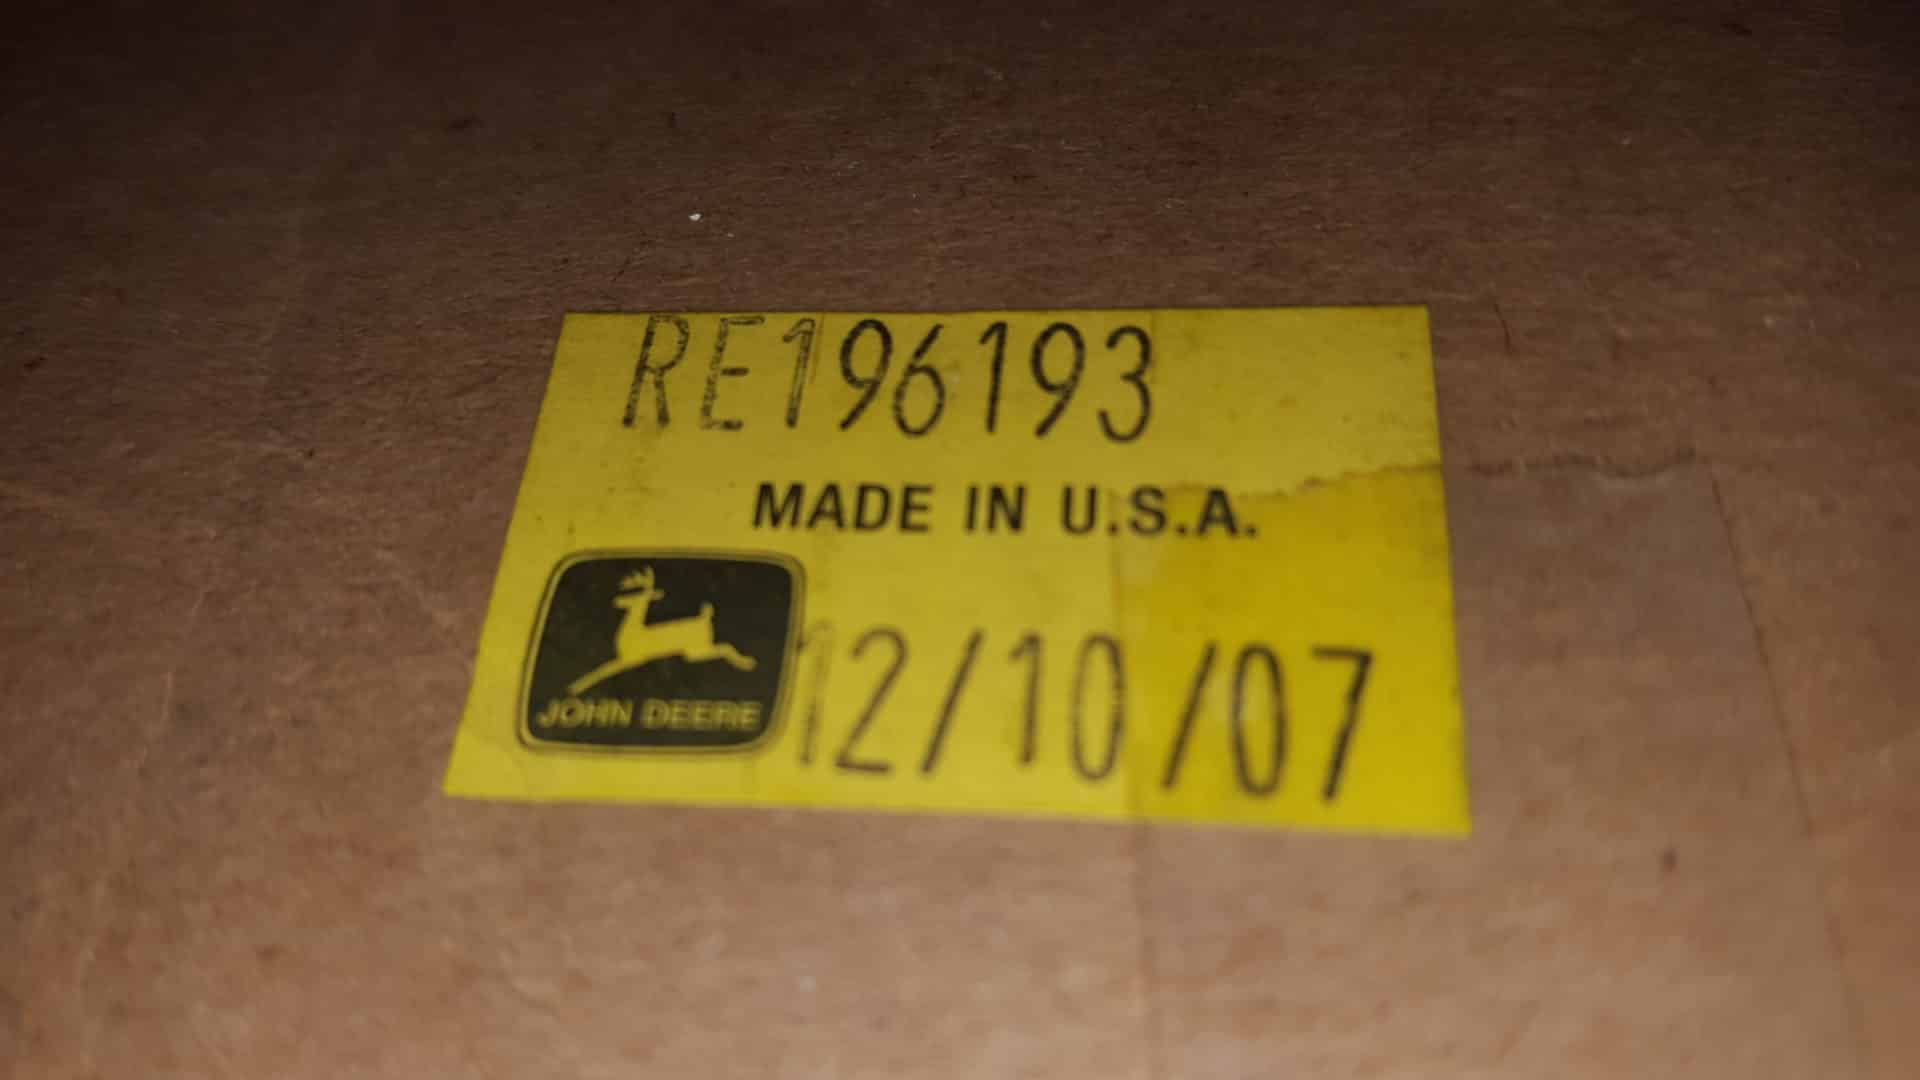 RE196193
MADE IN U.S.A.
JOHN DEERE
12/10/07